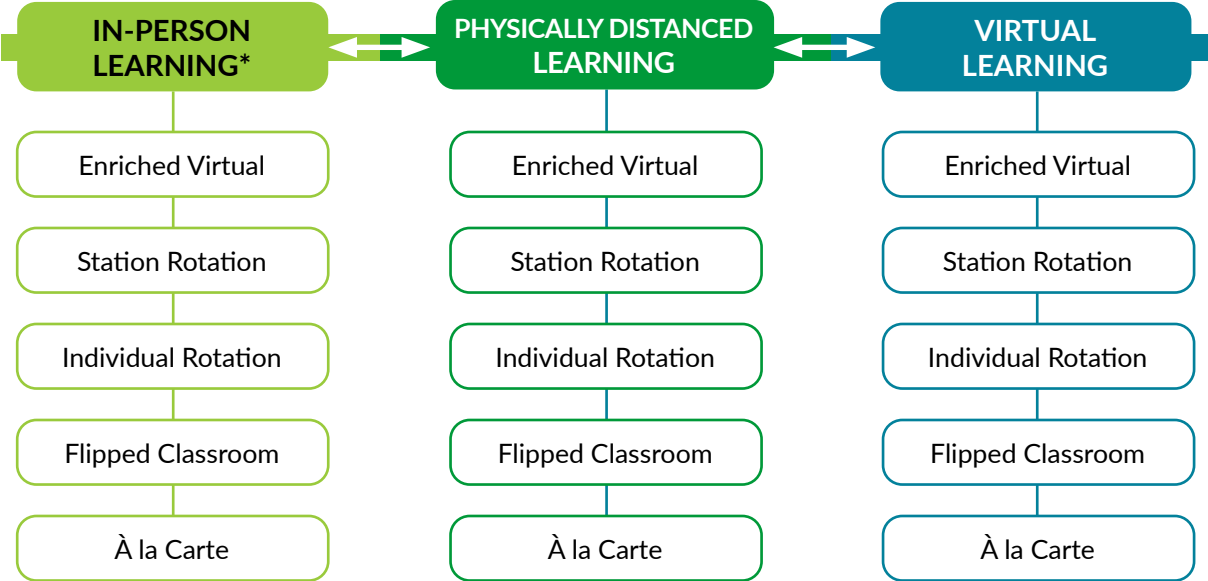 IN-PERSON
LEARNING*
Enriched Virtual
Station Rotation
Individual Rotation
Flipped Classroom
À la Carte
PHYSICALLY DISTANCED
LEARNING
Enriched Virtual
Station Rotation
Individual Rotation
Flipped Classroom
À la Carte
VIRTUAL
LEARNING
Enriched Virtual
Station Rotation
Individual Rotation
Flipped Classroom
À la Carte